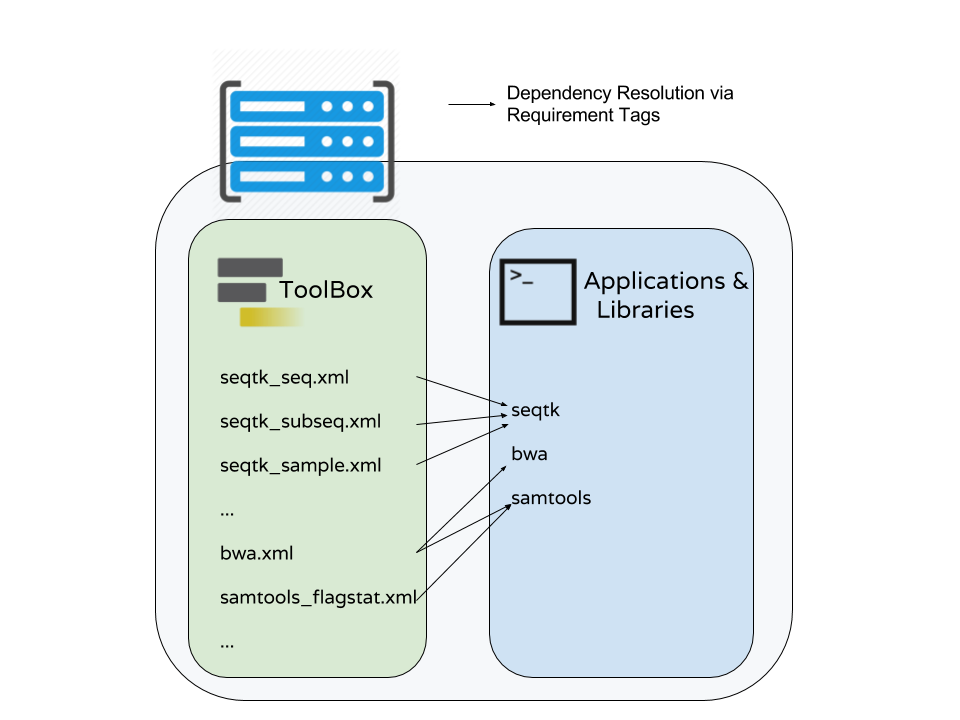 Dependency Resolution via
Requirement Tags
ToolBox
seqtk_seq.xml
seqtk_subseq.xml
seqtk_sample.xml
...
bwa.xml
samtools_flagstat.xml
...
>_
Applications &
Libraries
seqtk
bwa
samtools